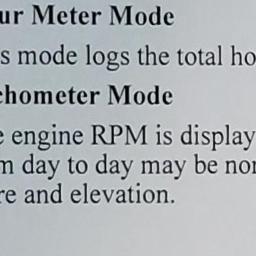 ur Meter Mode
s mode logs the total ho
chometer Mode
e engine RPM is display
m day to day may be nor
re and elevation.